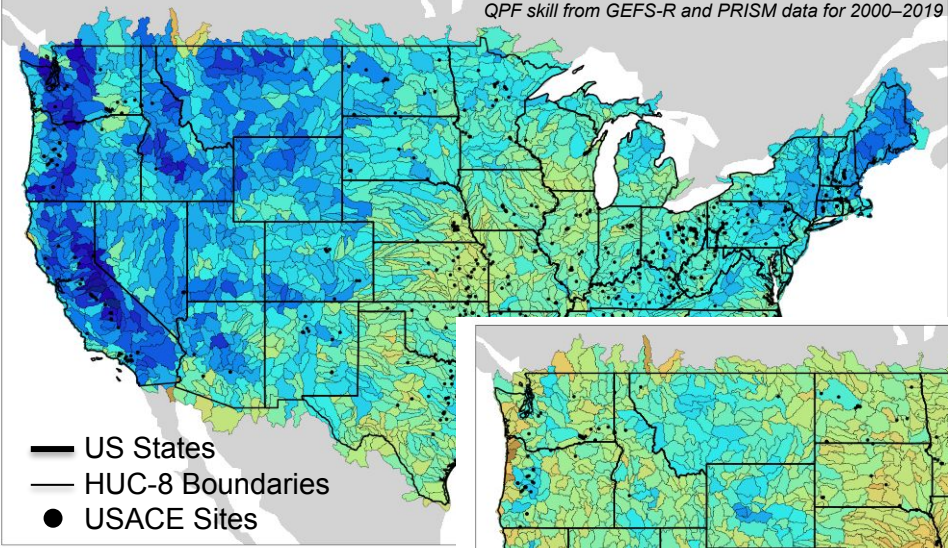 QPF skill from GEFS-R and PRISM data for 2000–2019
US States
HUC-8 Boundaries
USACE Sites